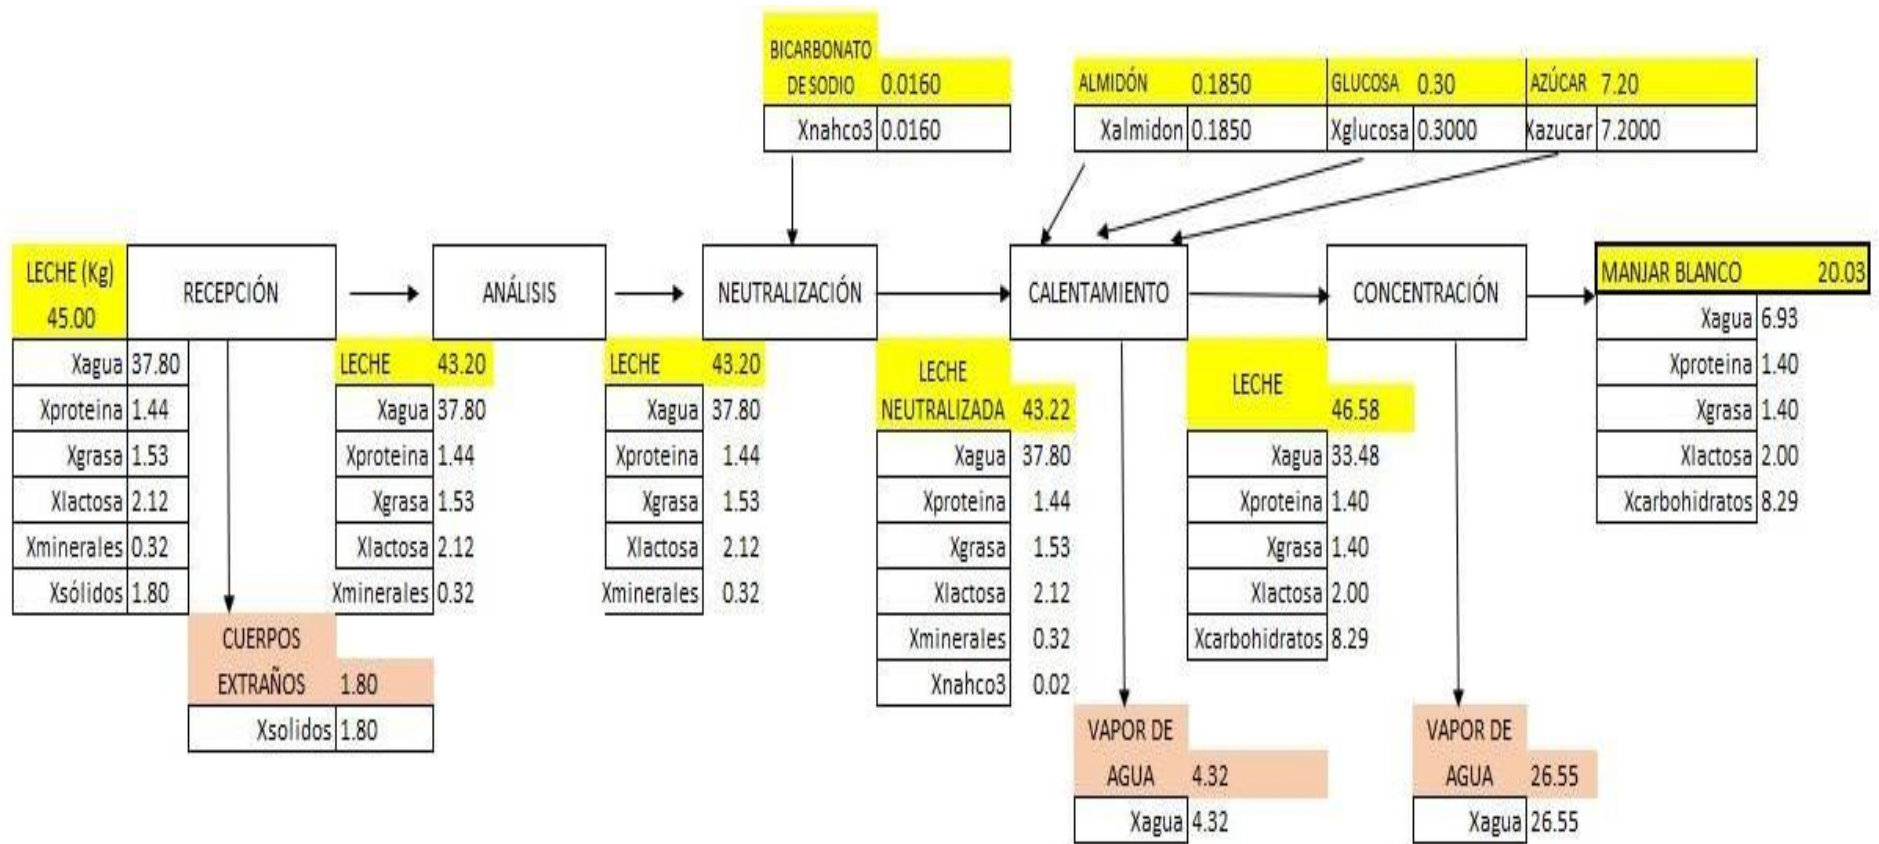 BICARBONATO
DE SODIO 0.0160
Xnahco3 0.0160
ALMIDÓN 0.1850 GLUCOSA 0.30 AZÚCAR 7.20
Xalmidon 0.1850 Xglucosa 0.3000 Xazucar 7.2000
LECHE (Kg)
45.00
RECEPCIÓN
ANÁLISIS
NEUTRALIZACIÓN
CALENTAMIENTO
CONCENTRACIÓN
MANJAR BLANCO 20.03
Xagua 6.93
Xproteina 1.40
Xgrasa 1.40
Xlactosa 2.00
Xcarbohidratos 8.29
Xagua 37.80
Xproteina 1.44
Xgrasa 1.53
Xlactosa 2.12
Xminerales 0.32
Xsólidos 1.80
CUERPOS
EXTRAÑOS 1.80
Xsolidos 1.80
LECHE 43.20
Xagua 37.80
Xproteina 1.44
Xgrasa 1.53
Xlactosa 2.12
Xminerales 0.32
LECHE 43.20
Xagua 37.80
Xproteina 1.44
Xgrasa 1.53
Xlactosa 2.12
Xminerales 0.32
LECHE
NEUTRALIZADA 43.22
Xagua 37.80
Xproteina 1.44
Xgrasa 1.53
Xlactosa 2.12
Xminerales 0.32
Xnahco3 0.02
VAPOR DE
AGUA 4.32
Xagua 4.32
LECHE
46.58
Xagua 33.48
Xproteina 1.40
Xgrasa 1.40
Xlactosa 2.00
Xcarbohidratos 8.29
VAPOR DE
AGUA 26.55
Xagua 26.55